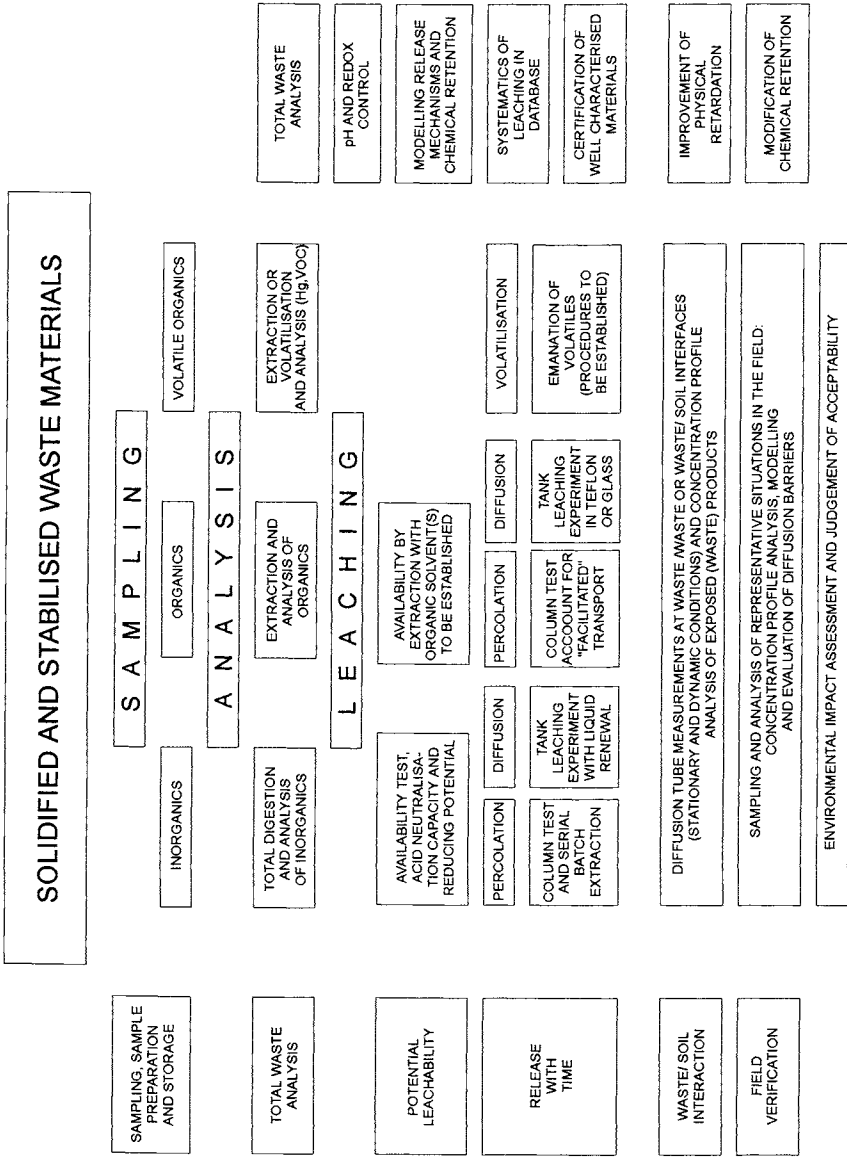 SOLIDIFIED AND STABILISED WASTE MATERIALS
SAMPLING, SAMPLE
PREPARATION
AND STORAGE
SAMPLING
INORGANICS
ORGANICS
VOLATILE ORGANICS
ANALYSIS
TOTAL WASTE
ANALYSIS
TOTAL DIGESTION
AND ANALYSIS
OF INORGANICS
EXTRACTION AND
ANALYSIS OF
ORGANICS
EXTRACTION OR
VOLATILISATION
AND ANALYSIS (Hg,VOC)
TOTAL WASTE
ANALYSIS
LEACHING
pH AND REDOX
CONTROL
POTENTIAL
LEACHABILITY
AVAILABILITY TEST,
ACID NEUTRALISA-
TION CAPACITY AND
REDUCING POTENTIAL
AVAILABILITY BY
EXTRACTION WITH
ORGANIC SOLVENT(S)
TO BE ESTABLISHED
MODELLING RELEASE
MECHANISMS AND
CHEMICAL RETENTION
RELEASE
WITH
TIME
PERCOLATION
DIFFUSION
PERCOLATION
DIFFUSION
VOLATILISATION
SYSTEMATICS OF
LEACHING IN
DATABASE
COLUMN TEST
AND SERIAL
BATCH
EXTRACTION
TANK
LEACHING
EXPERIMENT
WITH LIQUID
RENEWAL
COLUMN TEST
ACCOOUNT FOR
"FACILITATED"
TRANSPORT
TANK
LEACHING
EXPERIMENT
IN TEFLON
OR GLASS
EMANATION OF
VOLATILES
(PROCEDURES TO
BE ESTABLISHED)
CERTIFICATION OF
WELL CHARACTERISED
MATERIALS
WASTE/ SOIL
INTERACTION
DIFFUSION TUBE MEASUREMENTS AT WASTE /WASTE OR WASTE/ SOIL INTERFACES
(STATIONARY AND DYNAMIC CONDITIONS) AND CONCENTRATION PROFILE
ANALYSIS OF EXPOSED (WASTE) PRODUCTS
IMPROVEMENT OF
PHYSICAL
RETARDATION
FIELD
VERIFICATION
SAMPLING AND ANALYSIS OF REPRESENTATIVE SITUATIONS IN THE FIELD:
CONCENTRATION PROFILE ANALYSIS, MODELLING
AND EVALUATION OF DIFFUSION BARRIERS
MODIFICATION OF
CHEMICAL RETENTION
ENVIRONMENTAL IMPACT ASSESSMENT AND JUDGEMENT OF ACCEPTABILITY